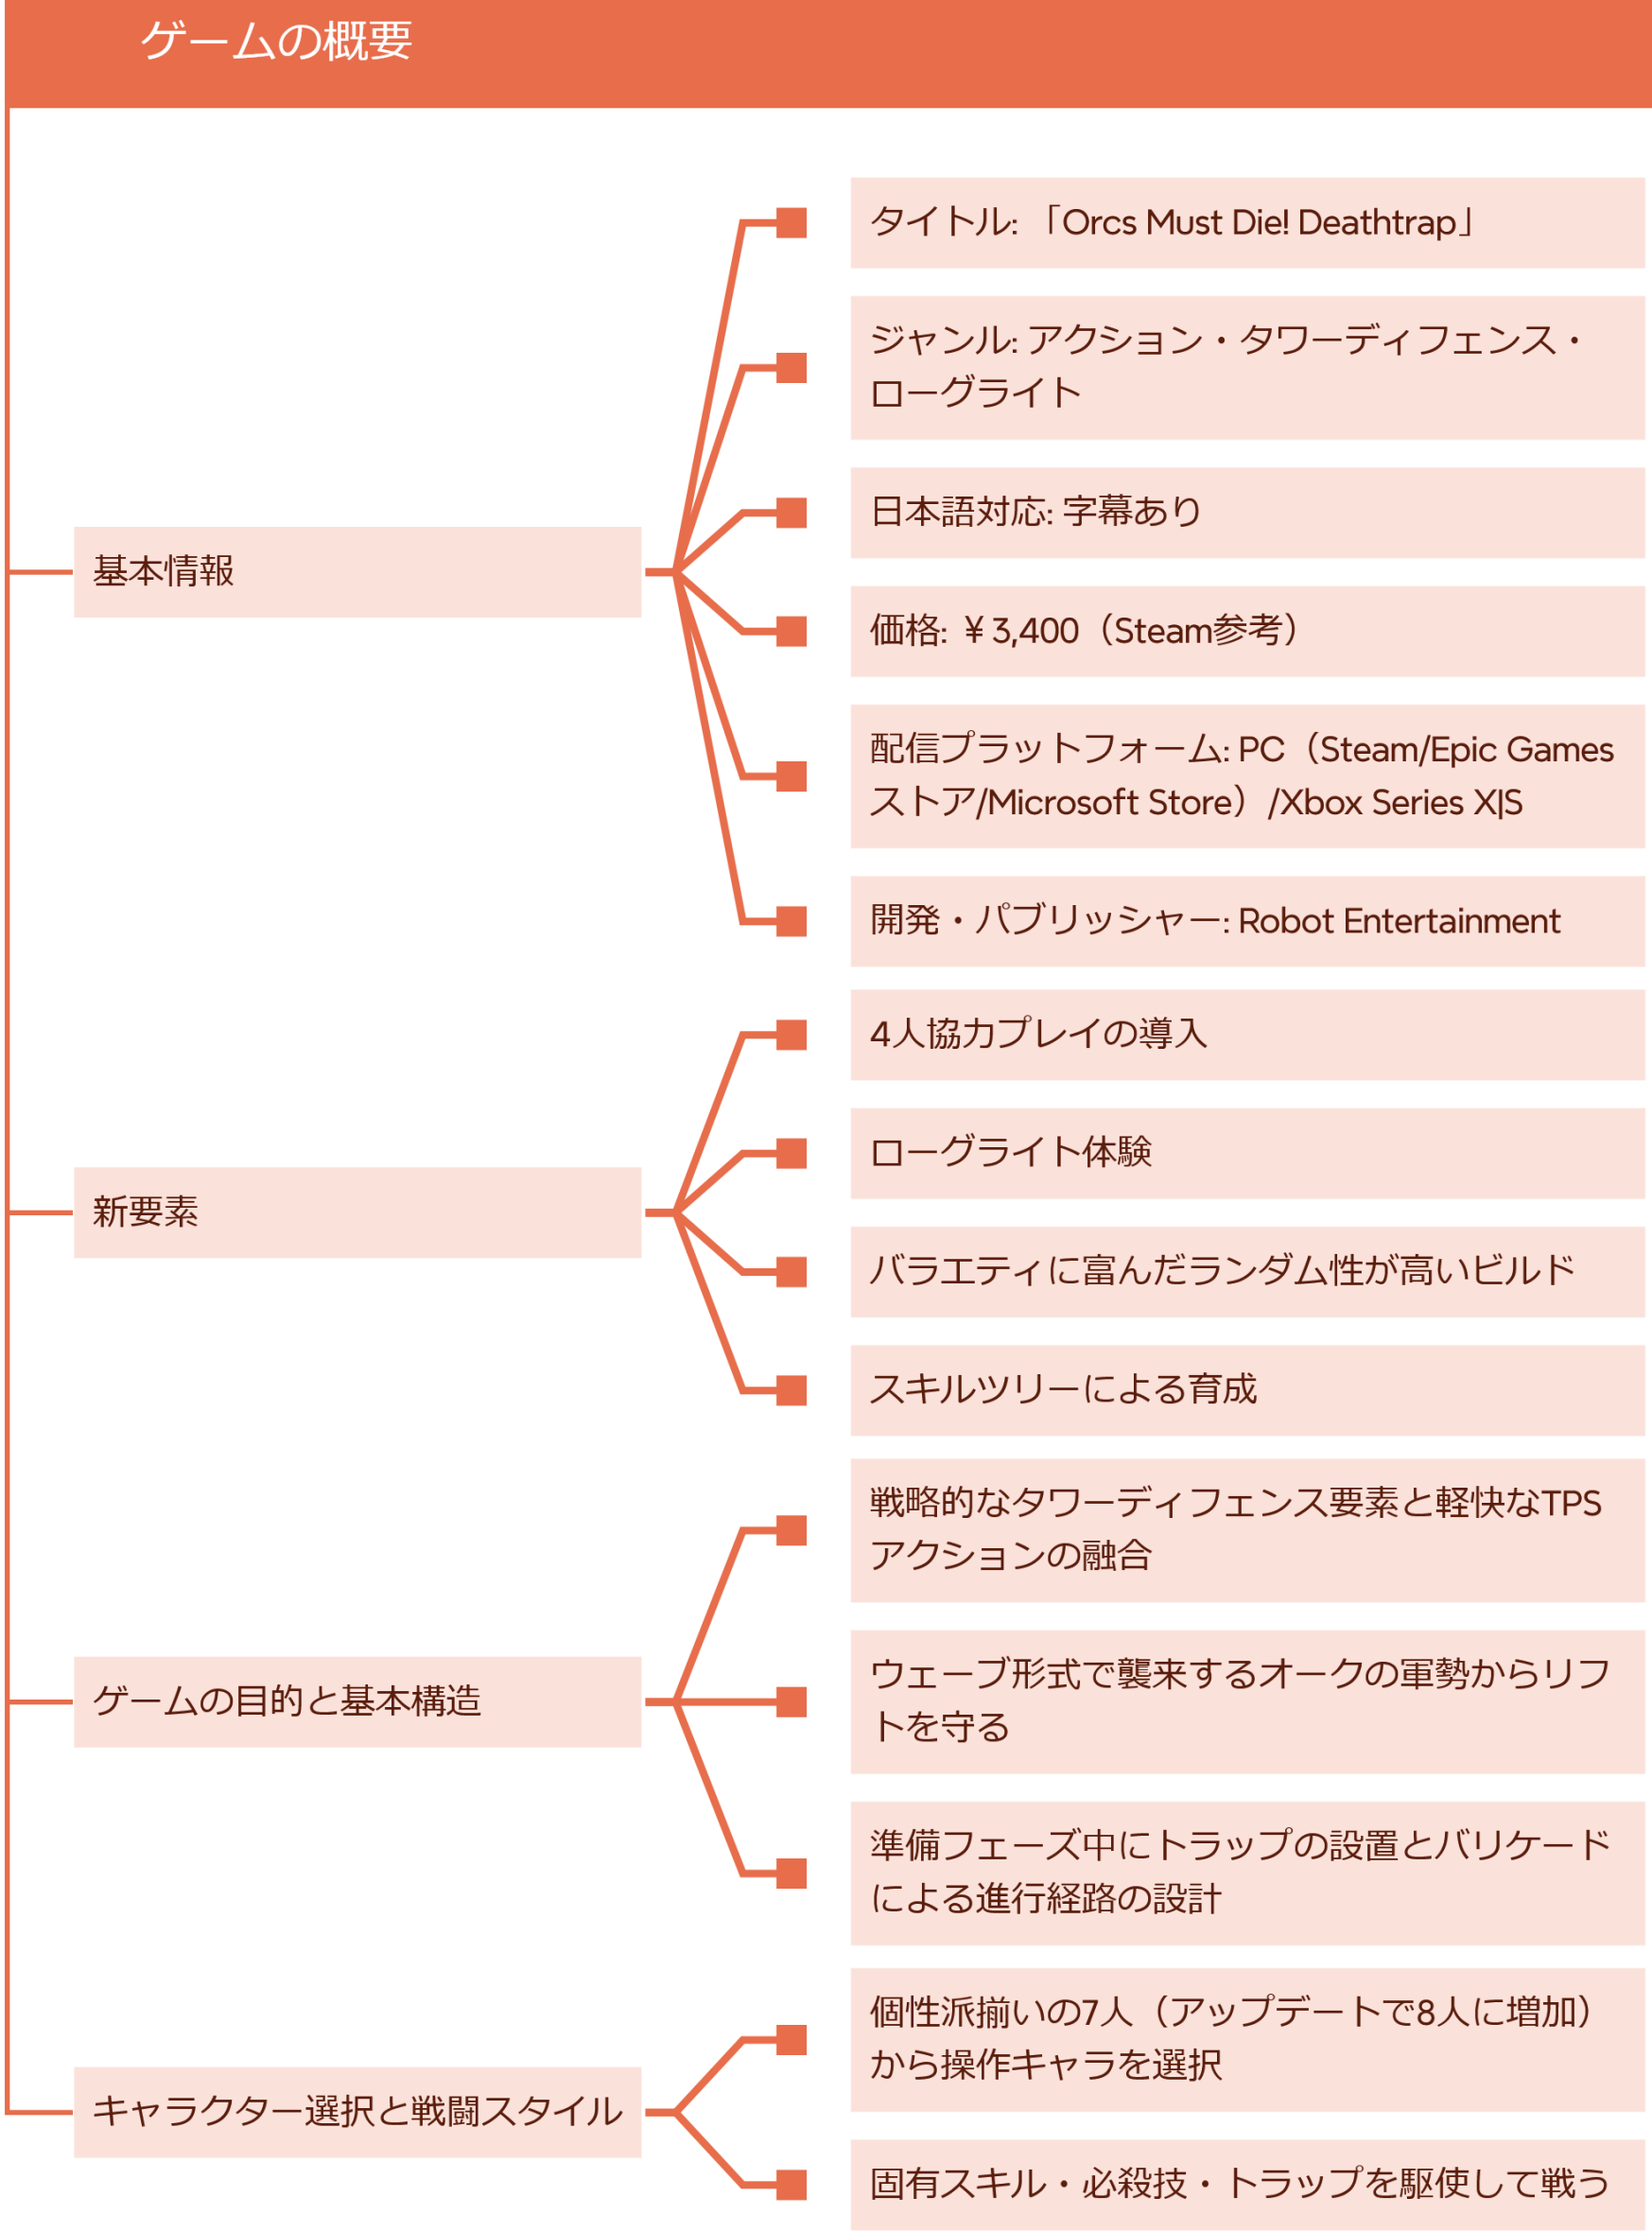 ゲームの概要
基本情報
タイトル: 「Orcs Must Die! Deathtrap」
ジャンル: アクション・タワーディフェンス・
ローグライト
日本語対応: 字幕あり
価格: ￥3,400（Steam参考）
配信プラットフォーム: PC（Steam/Epic Games
ストア/Microsoft Store）/Xbox Series X|S
開発・パブリッシャー: Robot Entertainment
新要素
4人協力プレイの導入
ローグライト体験
バラエティに富んだランダム性が高いビルド
スキルツリーによる育成
ゲームの目的と基本構造
戦略的なタワーディフェンス要素と軽快なTPS
アクションの融合
ウェーブ形式で襲来するオークの軍勢からリフ
トを守る
準備フェーズ中にトラップの設置とバリケード
による進行経路の設計
キャラクター選択と戦闘スタイル
個性派揃いの7人（アップデートで8人に増加）
から操作キャラを選択
固有スキル・必殺技・トラップを駆使して戦う